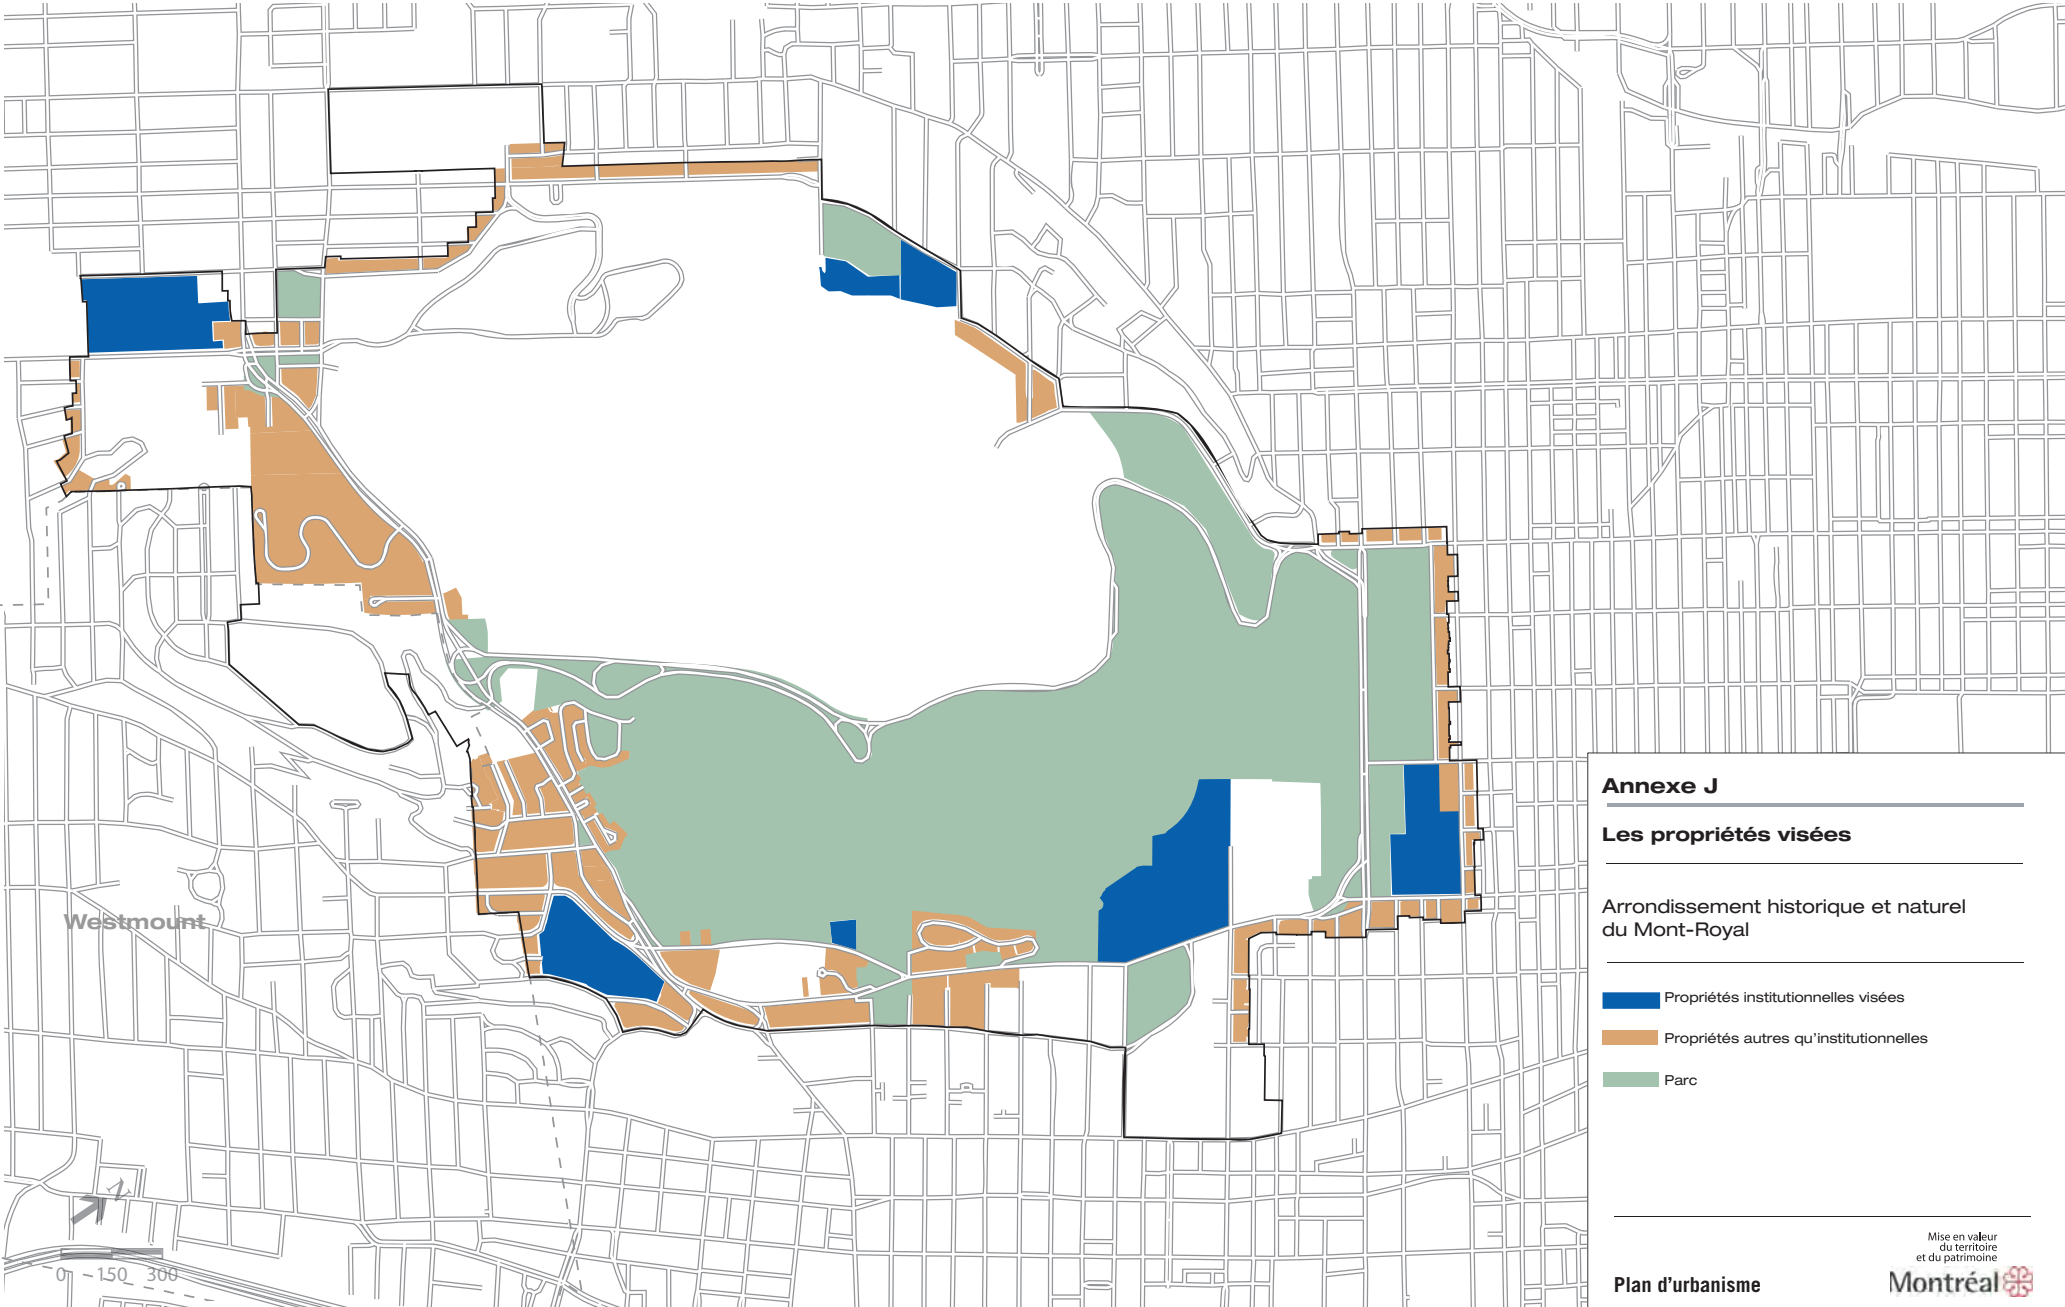 Westmount
N
0 150 300
Annexe J
Les propriétés visées
Arrondissement historique et naturel
du Mont-Royal
Propriétés institutionnelles visées
Propriétés autres qu'institutionnelles
Parc
Mise en valeur
du territoire
et du patrimoine
Plan d'urbanisme
Montréal